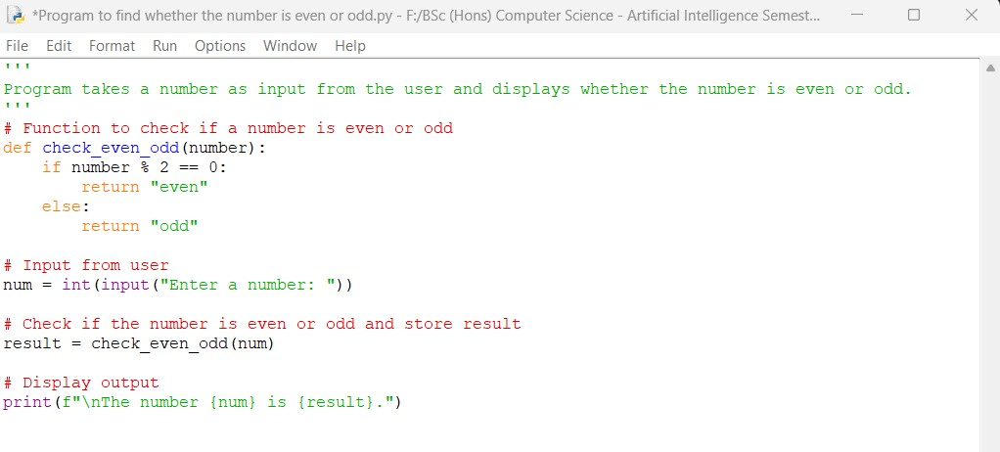 *Program to find whether the number is even or odd.py - F:/BSc (Hons) Computer Science - Artificial Intelligence Semest...
File Edit Format Run Options Window Help
'''
Program takes a number as input from the user and displays whether the number is even or odd.
'''
# Function to check if a number is even or odd
def check_even_odd(number):
    if number % 2 == 0:
        return "even"
    else:
        return "odd"

# Input from user
num = int(input("Enter a number: "))

# Check if the number is even or odd and store result
result = check_even_odd(num)

# Display output
print(f"\nThe number {num} is {result}.")